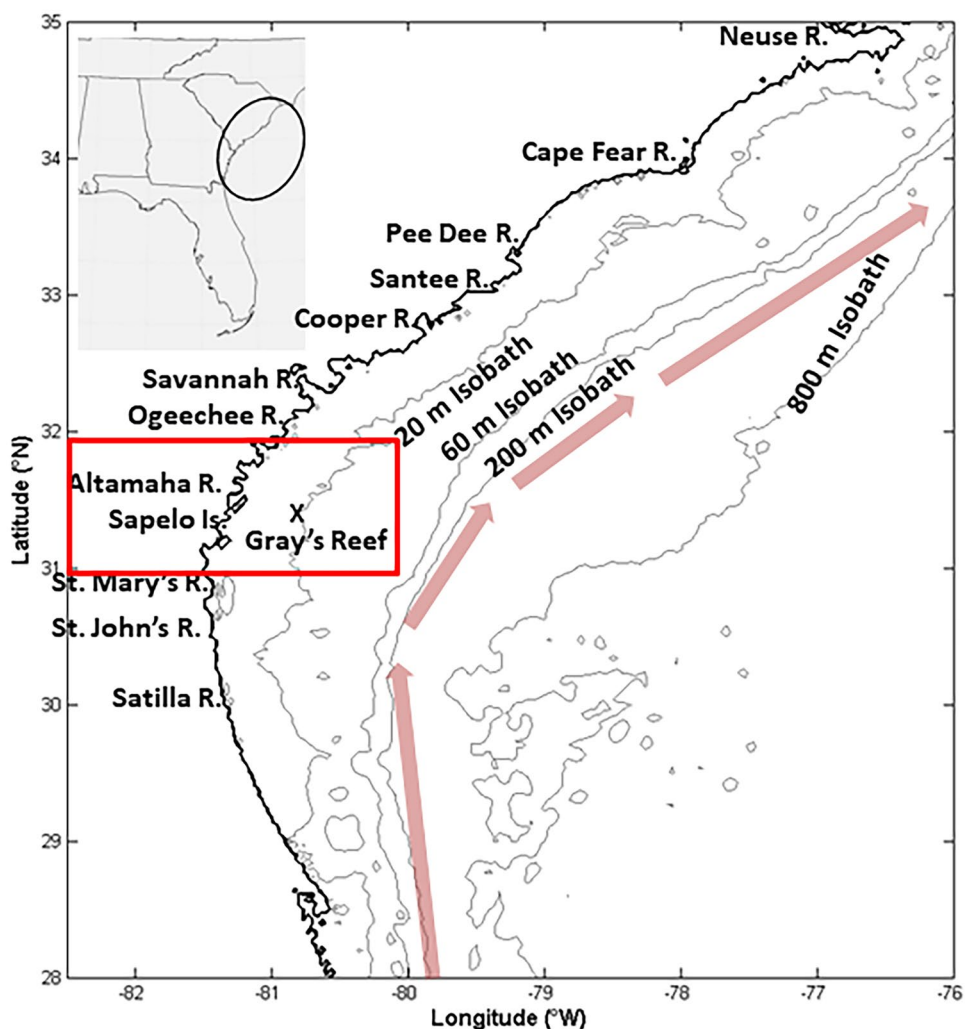 35
34
33
32
31
30
29
28
Latitude (°N)
Neuse R.
Cape Fear R.
Pee Dee R.
Santee R.
Cooper R.
Savannah R.
Ogeechee R.
Altamaha R.
Sapelo Is.
X
Gray's Reef
St. Mary's R.
St. John's R.
Satilla R.
20 m Isobath
60 m Isobath
200 m Isobath
800 m Isobath
-82
-81
-80
-79
-78
-77
-76
Longitude (°W)